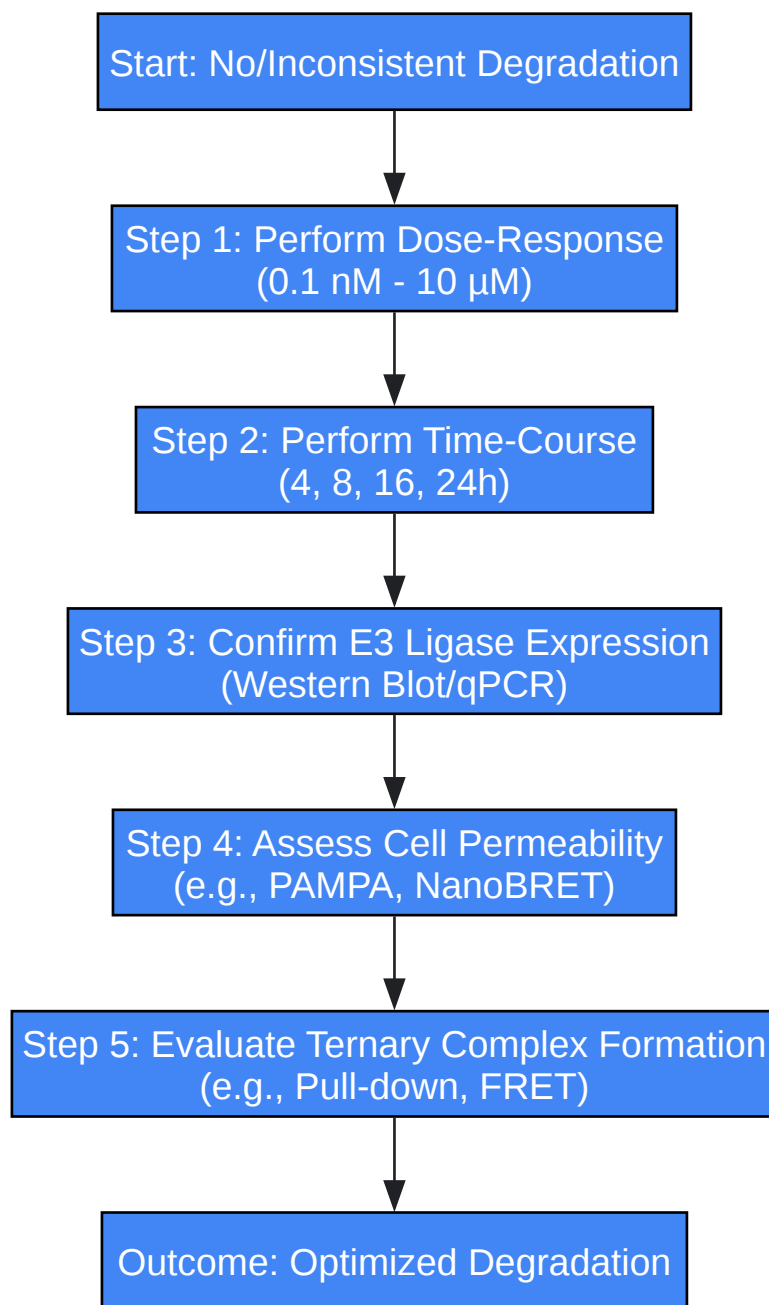 Start: No/Inconsistent Degradation
Step 1: Perform Dose-Response
(0.1 nM - 10 µM)
Step 2: Perform Time-Course
(4, 8, 16, 24h)
Step 3: Confirm E3 Ligase Expression
(Western Blot/qPCR)
Step 4: Assess Cell Permeability
(e.g., PAMPA, NanoBRET)
Step 5: Evaluate Ternary Complex Formation
(e.g., Pull-down, FRET)
Outcome: Optimized Degradation